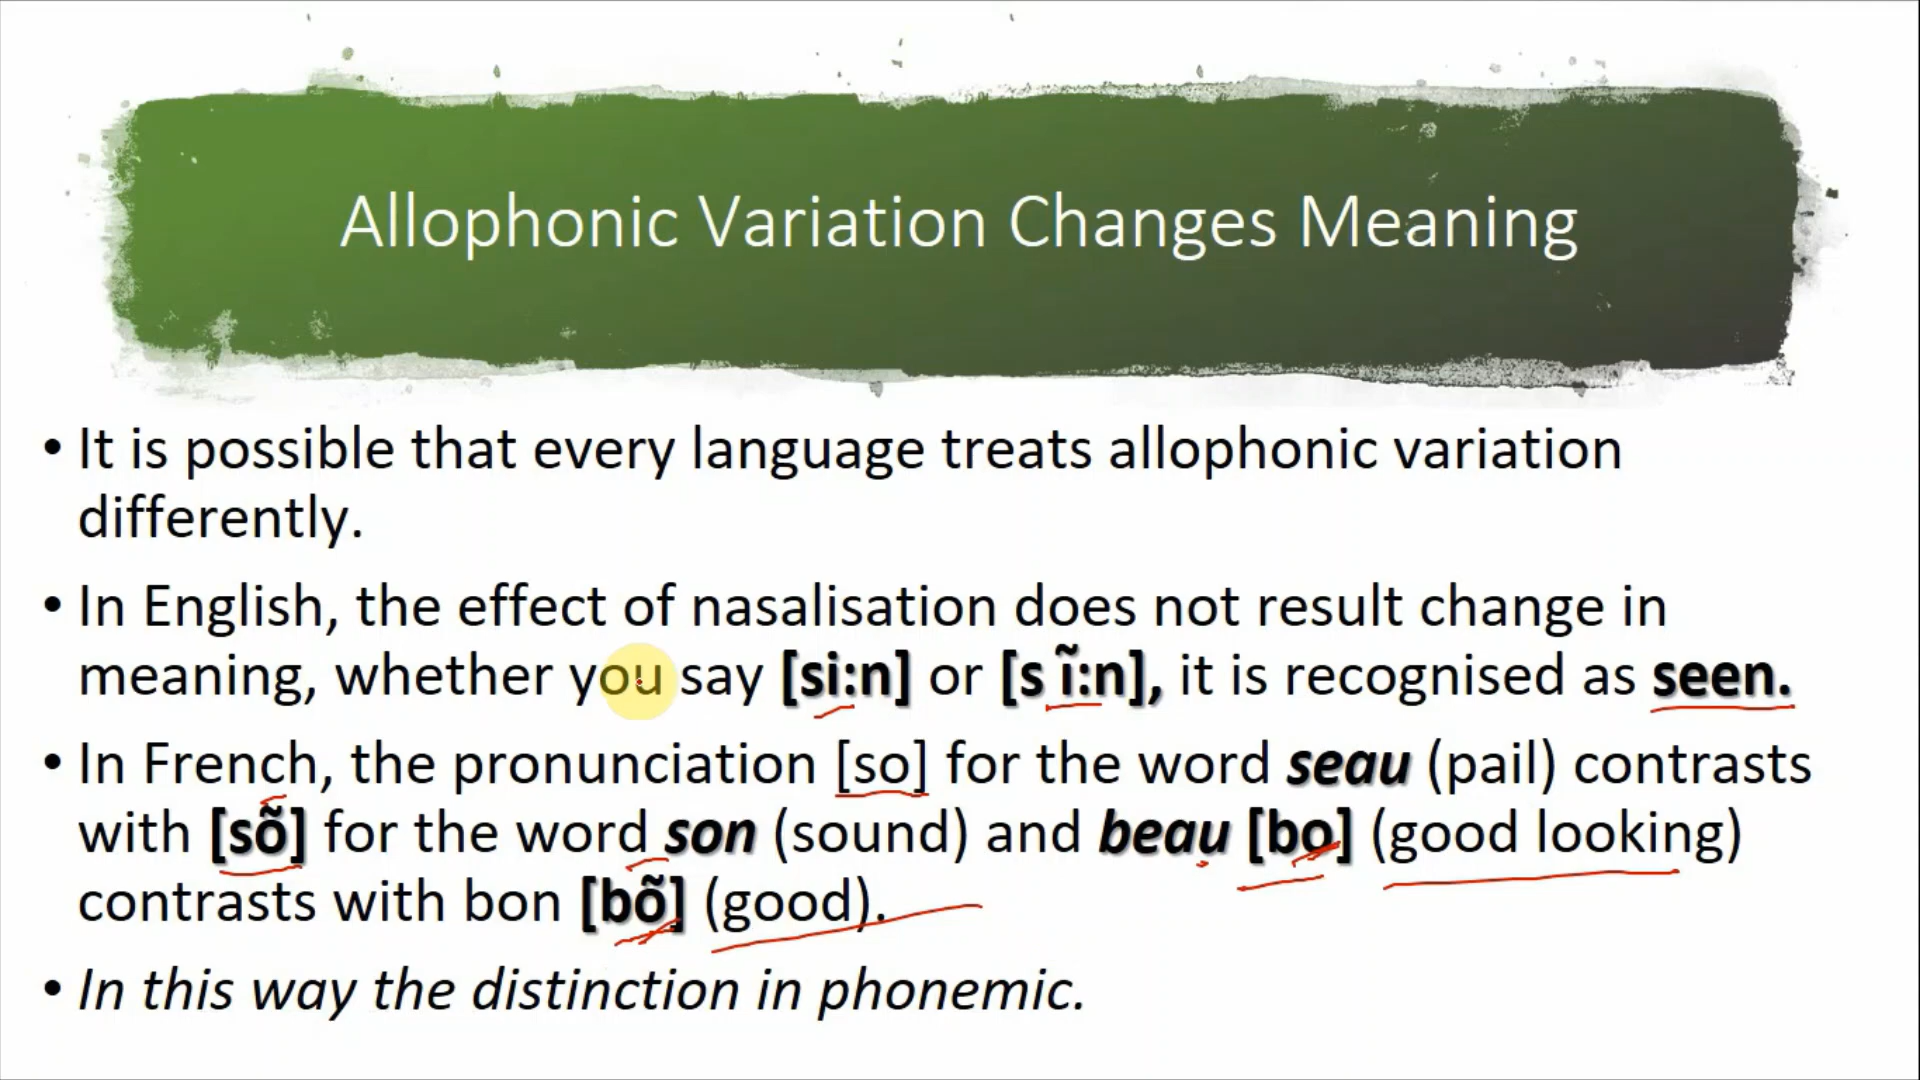 Allophonic Variation Changes Meaning
• It is possible that every language treats allophonic variation
differently.
• In English, the effect of nasalisation does not result change in
meaning, whether you say [si:n] or [s ĩ:n], it is recognised as seen.
• In French, the pronunciation [so] for the word seau (pail) contrasts
with [sõ] for the word son (sound) and beau [bo] (good looking)
contrasts with bon [bõ] (good).
• In this way the distinction in phonemic.